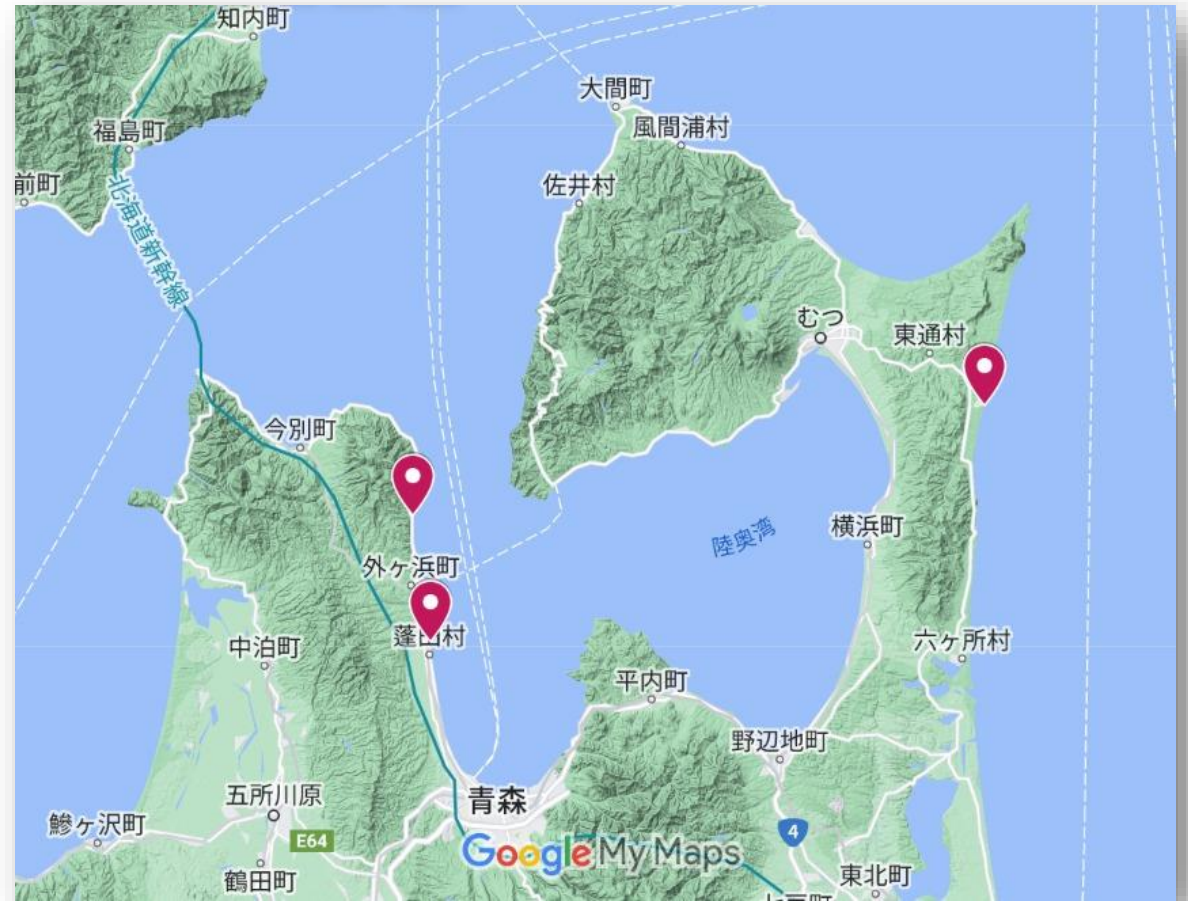 知内町
大間町
福島町
風間浦村
前町
佐井村
北海道新幹線
むつ
東通村
今別町
横浜町
陸奥湾
外ヶ浜町
蓬田村
中泊町
六ヶ所村
平内町
野辺地町
五所川原
青森
鰺ヶ沢町
E64
4
Google My Maps
鶴田町
東北町